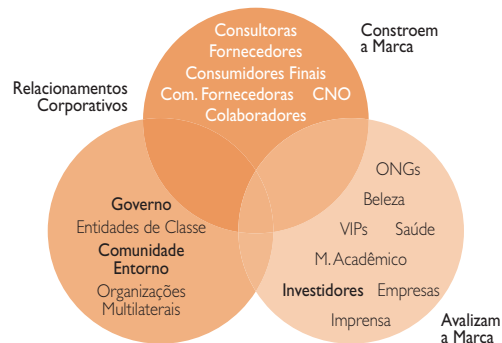 Consultoras
Fornecedores
Consumidores Finais
Com. Fornecedoras CNO
Colaboradores
Constroem
a Marca
Relacionamentos
Corporativos
Governo
Entidades de Classe
Comunidade
Entorno
Organizações
Multilaterais
ONGs
Beleza
VIPs Saúde
M. Acadêmico
Investidores Empresas
Imprensa
Avalizam
a Marca